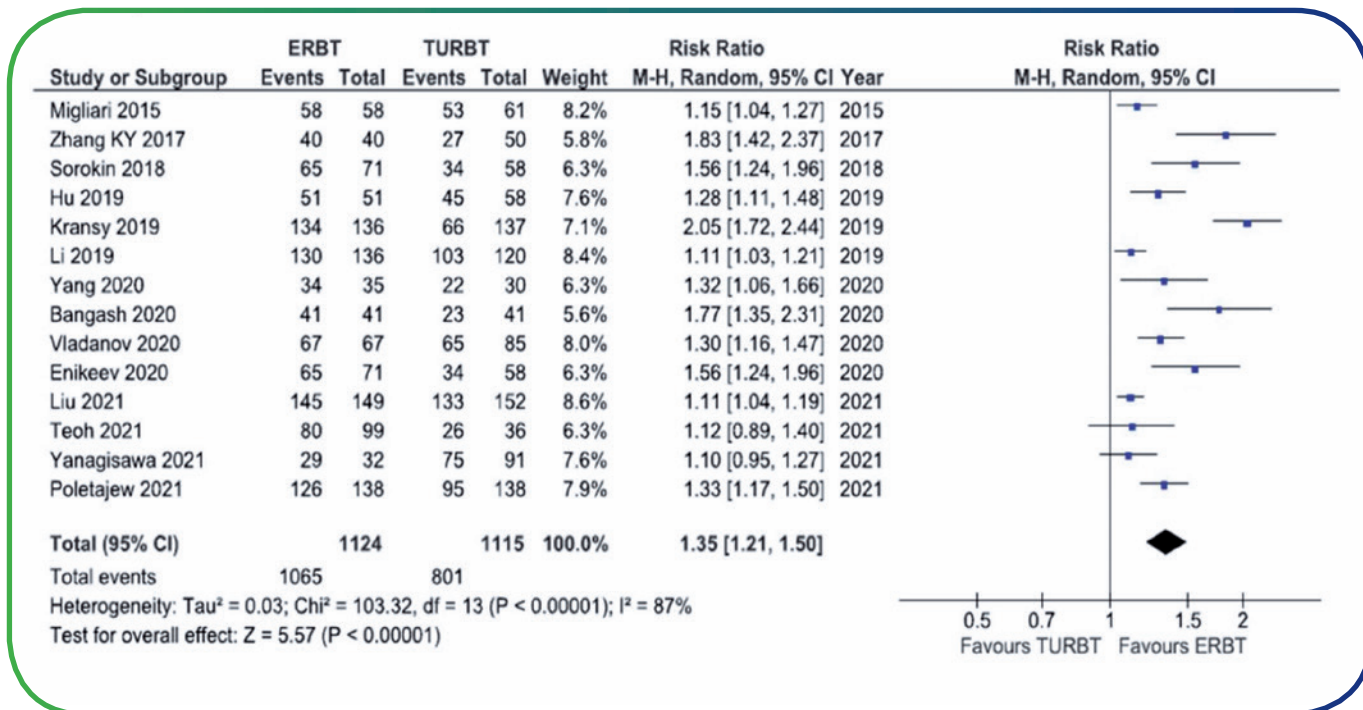 ERBT TURBT Risk Ratio Risk Ratio
Study or Subgroup Events Total Events Total Weight M-H, Random, 95% CI Year M-H, Random, 95% CI
Migliari 2015 58 58 53 61 8.2% 1.15 [1.04, 1.27] 2015
Zhang KY 2017 40 40 27 50 5.8% 1.83 [1.42, 2.37] 2017
Sorokin 2018 65 71 34 58 6.3% 1.56 [1.24, 1.96] 2018
Hu 2019 51 51 45 58 7.6% 1.28 [1.11, 1.48] 2019
Kransy 2019 134 136 66 137 7.1% 2.05 [1.72, 2.44] 2019
Li 2019 130 136 103 120 8.4% 1.11 [1.03, 1.21] 2019
Yang 2020 34 35 22 30 6.3% 1.32 [1.06, 1.66] 2020
Bangash 2020 41 41 23 41 5.6% 1.77 [1.35, 2.31] 2020
Vladanov 2020 67 67 65 85 8.0% 1.30 [1.16, 1.47] 2020
Enikeev 2020 65 71 34 58 6.3% 1.56 [1.24, 1.96] 2020
Liu 2021 145 149 133 152 8.6% 1.11 [1.04, 1.19] 2021
Teoh 2021 80 99 26 36 6.3% 1.12 [0.89, 1.40] 2021
Yanagisawa 2021 29 32 75 91 7.6% 1.10 [0.95, 1.27] 2021
Poletajew 2021 126 138 95 138 7.9% 1.33 [1.17, 1.50] 2021
Total (95% CI) 1124 1115 100.0% 1.35 [1.21, 1.50]
Total events 1065 801
Heterogeneity: Tau² = 0.03; Chi² = 103.32, df = 13 (P < 0.00001); I² = 87%
Test for overall effect: Z = 5.57 (P < 0.00001)
0.5 0.7 1 1.5 2
Favours TURBT Favours ERBT